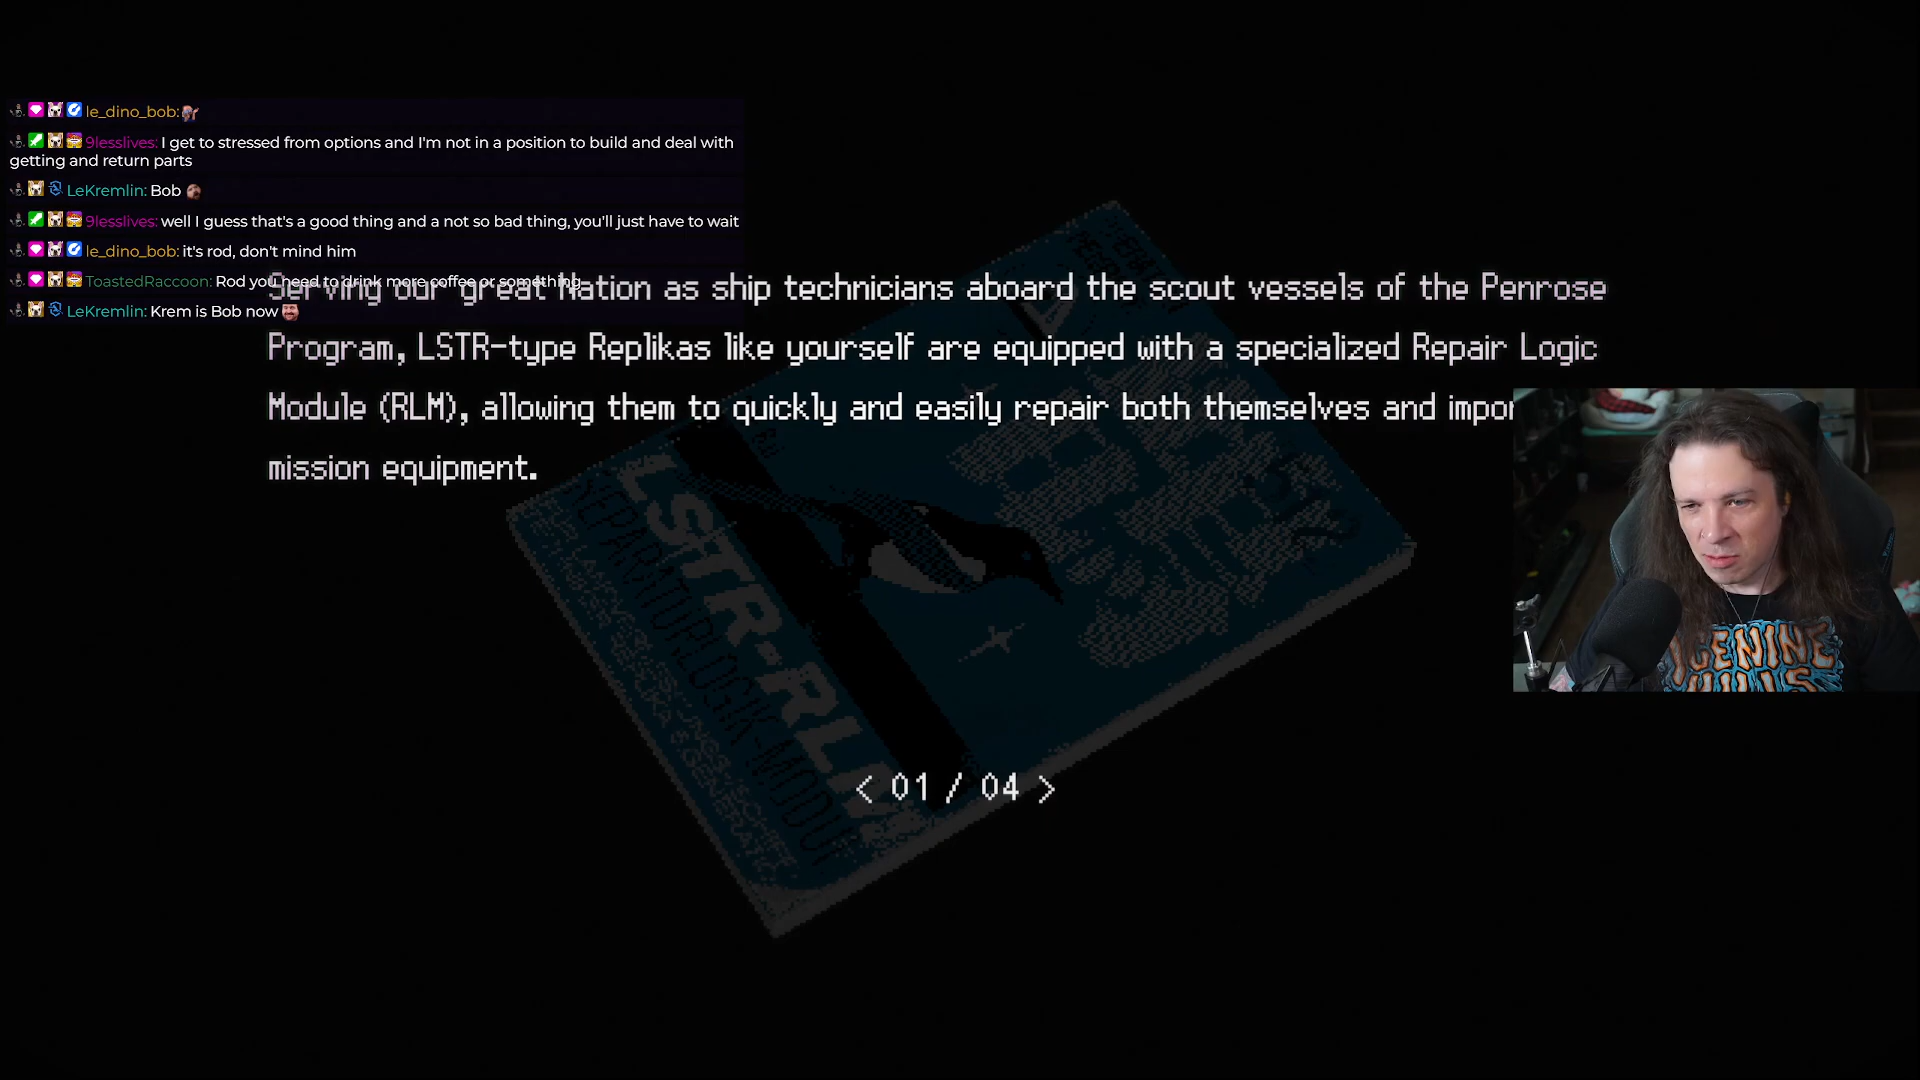 le_dino_bob:
9lesslives: I get to stressed from options and I'm not in a position to build and deal with
getting and return parts
LeKremlin: Bob
9lesslives: well I guess that's a good thing and a not so bad thing, you'll just have to wait
le_dino_bob: it's rod, don't mind him
ToastedRaccoon: Rod you need to drink more coffee or something
LeKremlin: Krem is Bob now
Serving our great Nation as ship technicians aboard the scout vessels of the Penrose
Program, LSTR-type Replikas like yourself are equipped with a specialized Repair Logic
Module (RLM), allowing them to quickly and easily repair both themselves and impor
mission equipment.
LSTR-RLM
REPARATURLOGIK-MODUL
< 01 / 04 >